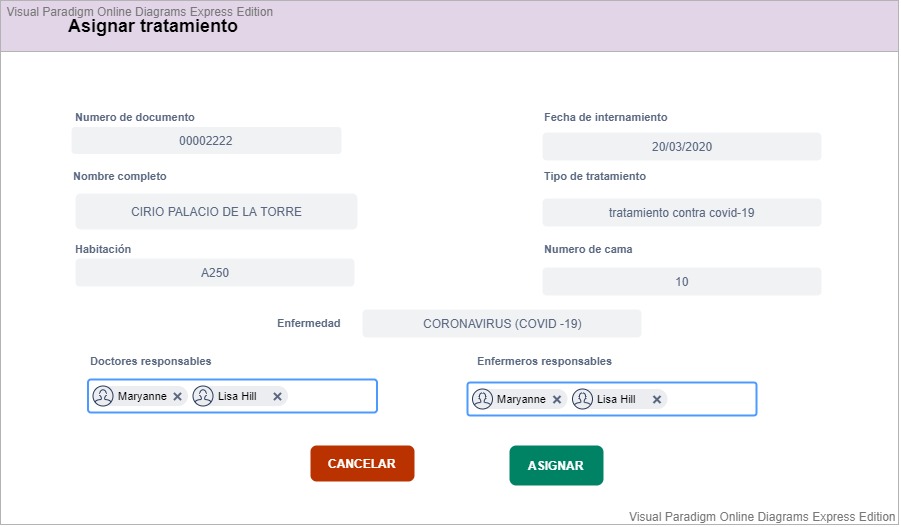 Visual Paradigm Online Diagrams Express Edition
Asignar tratamiento
Numero de documento
00002222
Fecha de internamiento
20/03/2020
Nombre completo
CIRIO PALACIO DE LA TORRE
Tipo de tratamiento
tratamiento contra covid-19
Habitación
A250
Numero de cama
10
Enfermedad
CORONAVIRUS (COVID -19)
Doctores responsables
Maryanne
Lisa Hill
Enfermeros responsables
Maryanne
Lisa Hill
CANCELAR
ASIGNAR
Visual Paradigm Online Diagrams Express Edition